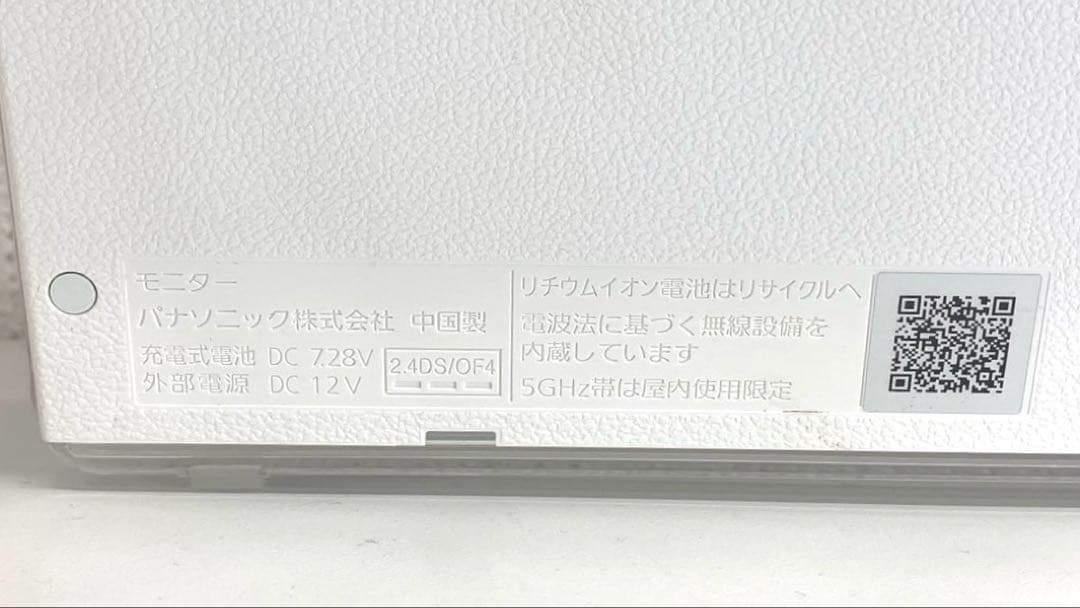 モニター
パナソニック株式会社 中国製
充電式電池 DC 7.28V
外部電源 DC 12V
2.4DS/OF4
リチウムイオン電池はリサイクルへ
電波法に基づく無線設備を
内蔵しています
5GHz帯は屋内使用限定